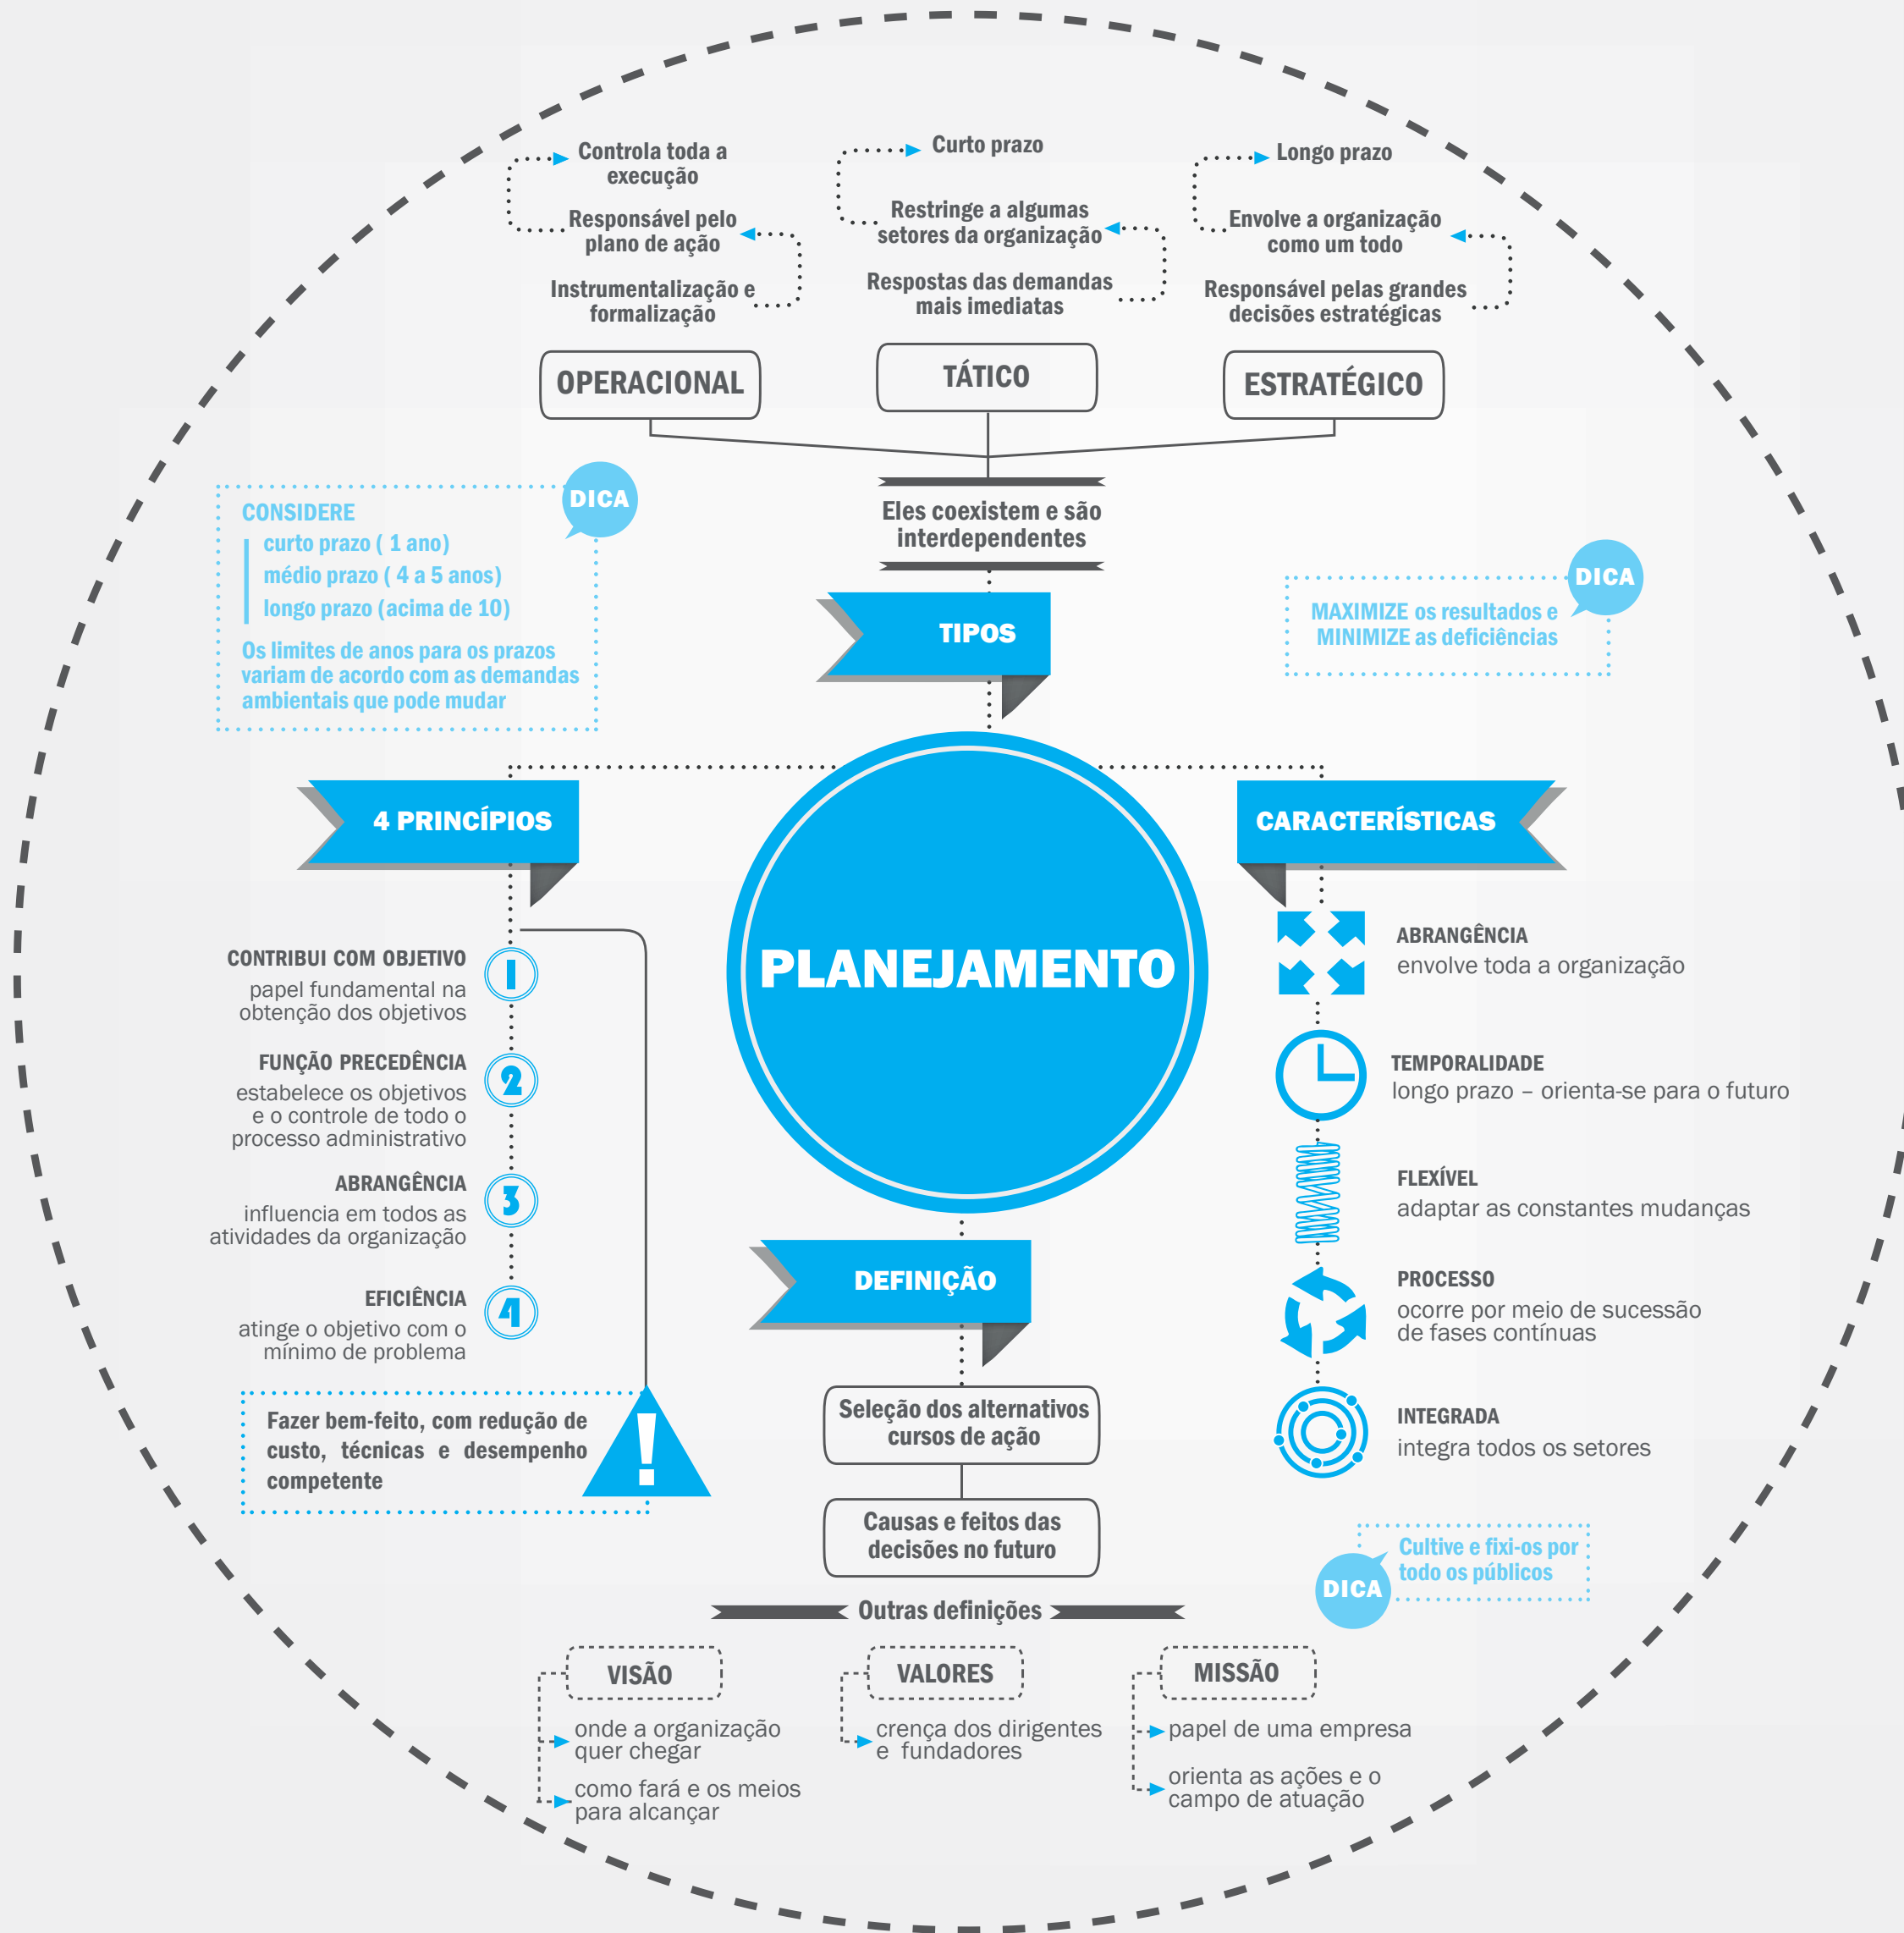 Controla toda a
execução
Responsável pelo
plano de ação
Instrumentalização e
formalização
OPERACIONAL
Curto prazo
Restringe a algumas
setores da organização
Respostas das demandas
mais imediatas
TÁTICO
Longo prazo
Envolve a organização
como um todo
Responsável pelas grandes
decisões estratégicas
ESTRATÉGICO
Eles coexistem e são
interdependentes
TIPOS
DICA
CONSIDERE
curto prazo ( 1 ano)
médio prazo ( 4 a 5 anos)
longo prazo (acima de 10)
Os limites de anos para os prazos
variam de acordo com as demandas
ambientais que pode mudar
DICA
MAXIMIZE os resultados e
MINIMIZE as deficiências
PLANEJAMENTO
4 PRINCÍPIOS
CONTRIBUI COM OBJETIVO
papel fundamental na
obtenção dos objetivos
1
FUNÇÃO PRECEDÊNCIA
estabelece os objetivos
e o controle de todo o
processo administrativo
2
ABRANGÊNCIA
influencia em todos as
atividades da organização
3
EFICIÊNCIA
atinge o objetivo com o
mínimo de problema
4
Fazer bem-feito, com redução de
custo, técnicas e desempenho
competente
!
CARACTERÍSTICAS
ABRANGÊNCIA
envolve toda a organização
TEMPORALIDADE
longo prazo – orienta-se para o futuro
FLEXÍVEL
adaptar as constantes mudanças
PROCESSO
ocorre por meio de sucessão
de fases contínuas
INTEGRADA
integra todos os setores
DEFINIÇÃO
Seleção dos alternativos
cursos de ação
Causas e feitos das
decisões no futuro
DICA
Cultive e fixi-os por
todo os públicos
Outras definições
VISÃO
onde a organização
quer chegar
como fará e os meios
para alcançar
VALORES
crença dos dirigentes
e fundadores
MISSÃO
papel de uma empresa
orienta as ações e o
campo de atuação